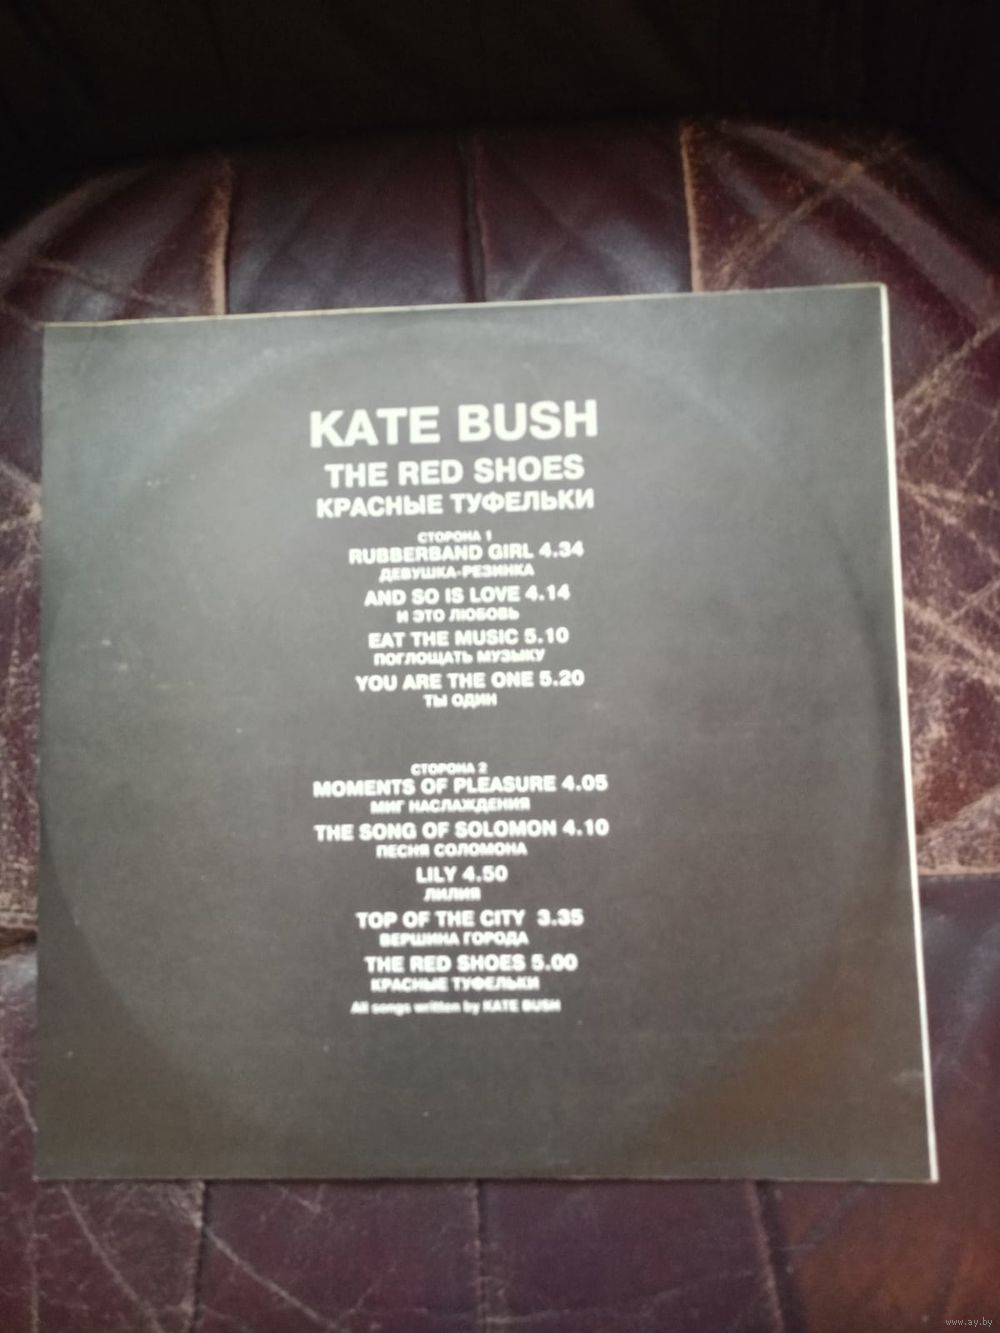 KATE BUSH
THE RED SHOES
КРАСНЫЕ ТУФЕЛЬКИ
СТОРОНА 1
RUBBERBAND GIRL 4.34
ДЕВУШКА-РЕЗИНКА
AND SO IS LOVE 4.14
И ЭТО ЛЮБОВЬ
EAT THE MUSIC 5.10
ПОГЛОЩАТЬ МУЗЫКУ
YOU ARE THE ONE 5.20
ТЫ ОДИН
СТОРОНА 2
MOMENTS OF PLEASURE 4.05
МИГ НАСЛАЖДЕНИЯ
THE SONG OF SOLOMON 4.10
ПЕСНЯ СОЛОМОНА
LILY 4.50
ЛИЛИЯ
TOP OF THE CITY 3.35
ВЕРШИНА ГОРОДА
THE RED SHOES 5.00
КРАСНЫЕ ТУФЕЛЬКИ
All songs written by KATE BUSH
www.ay.by